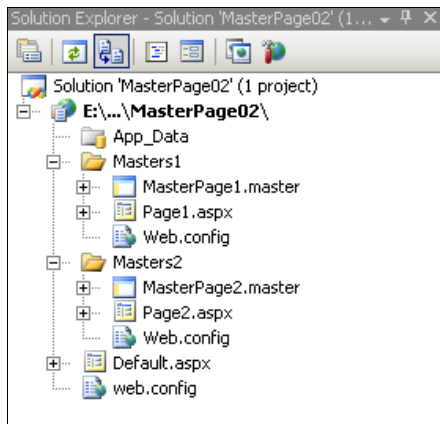 Solution Explorer - Solution 'MasterPage02' (1...
Solution 'MasterPage02' (1 project)
E:\...\MasterPage02\
App_Data
Masters1
MasterPage1.master
Page1.aspx
Web.config
Masters2
MasterPage2.master
Page2.aspx
Web.config
Default.aspx
web.config